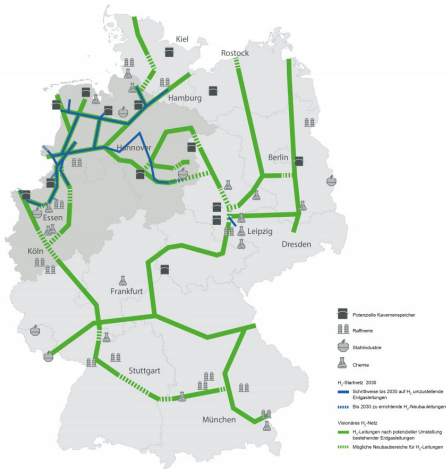 Kiel
Rostock
Hamburg
Hannover
Berlin
Essen
Leipzig
Köln
Dresden
Frankfurt
Stuttgart
München
Potenzielle Kavernenspeicher
Raffinerie
Stahlindustrie
Chemie
H₂-Startnetz 2030
Schrittweise bis 2030 auf H₂ umzustellende
Erdgasleitungen
Bis 2030 zu errichtende H₂-Neubauleitungen
Visionäres H₂-Netz
H₂-Leitungen nach potenzieller Umstellung
bestehender Erdgasleitungen
Mögliche Neubaubereiche für H₂-Leitungen